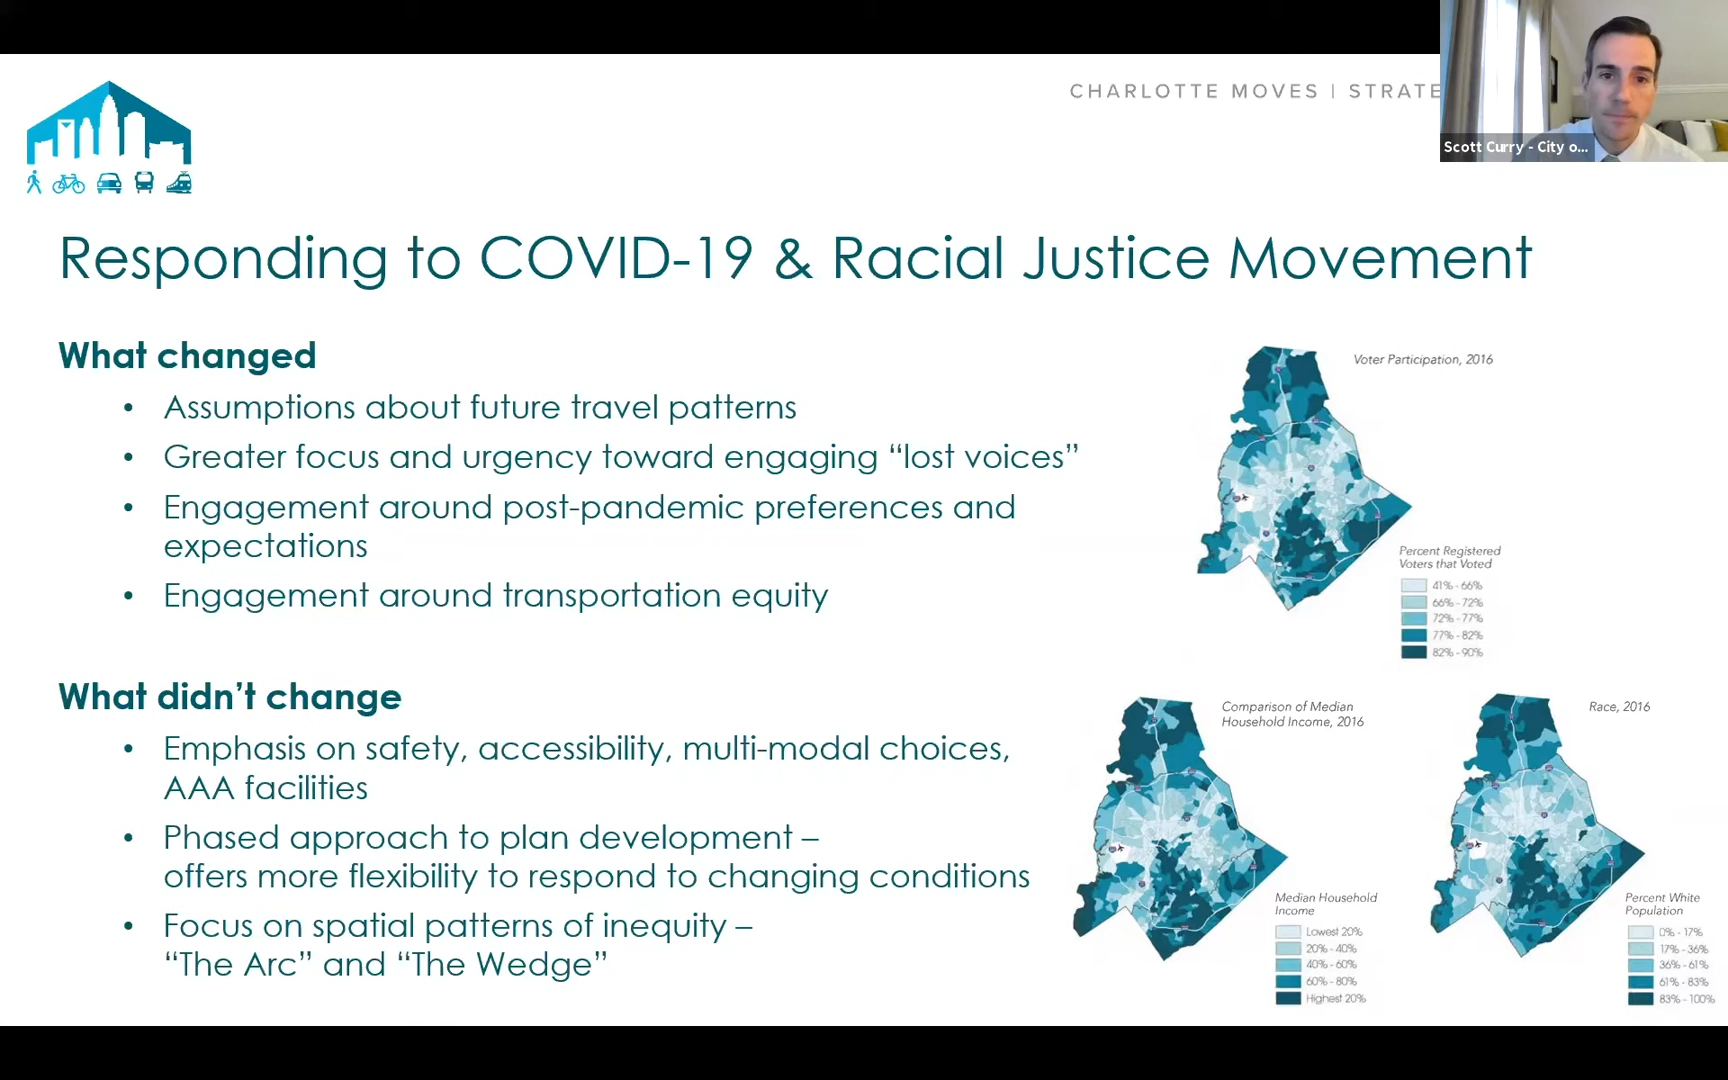 CHARLOTTE MOVES | STRATE
Scott Curry - City o...
Responding to COVID-19 & Racial Justice Movement
What changed
• Assumptions about future travel patterns
• Greater focus and urgency toward engaging “lost voices”
• Engagement around post-pandemic preferences and
expectations
• Engagement around transportation equity
What didn’t change
• Emphasis on safety, accessibility, multi-modal choices,
AAA facilities
• Phased approach to plan development –
offers more flexibility to respond to changing conditions
• Focus on spatial patterns of inequity –
“The Arc” and “The Wedge”
Voter Participation, 2016
Percent Registered
Voters that Voted
41% - 66%
66% - 72%
72% - 77%
77% - 82%
82% - 90%
Comparison of Median
Household Income, 2016
Median Household
Income
Lowest 20%
20% - 40%
40% - 60%
60% - 80%
Highest 20%
Race, 2016
Percent White
Population
0% - 17%
17% - 36%
36% - 61%
61% - 83%
83% - 100%